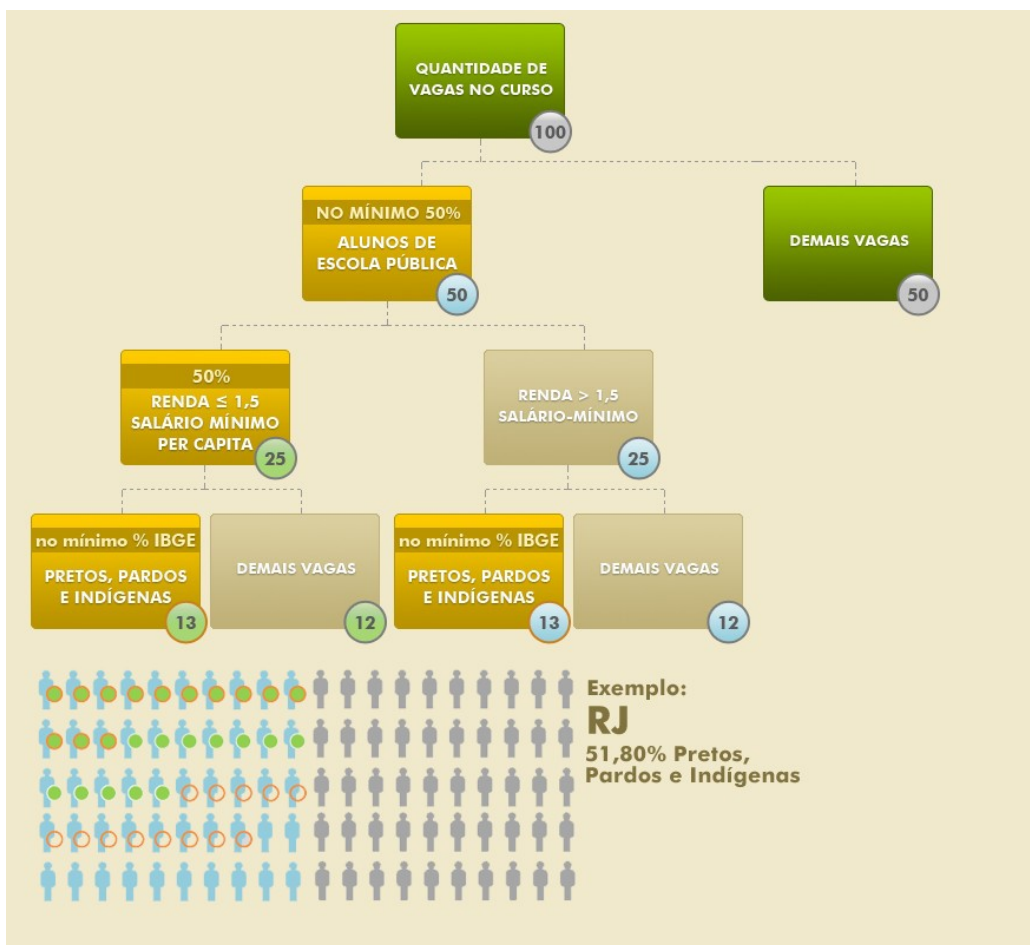 QUANTIDADE DE
VAGAS NO CURSO
100
NO MÍNIMO 50%
ALUNOS DE
ESCOLA PÚBLICA
50
DEMAIS VAGAS
50
50%
RENDA ≤ 1,5
SALÁRIO MÍNIMO
PER CAPITA
25
RENDA > 1,5
SALÁRIO-MÍNIMO
25
no mínimo % IBGE
PRETOS, PARDOS
E INDÍGENAS
13
DEMAIS VAGAS
12
no mínimo % IBGE
PRETOS, PARDOS
E INDÍGENAS
13
DEMAIS VAGAS
12
Exemplo:
RJ
51,80% Pretos,
Pardos e Indígenas